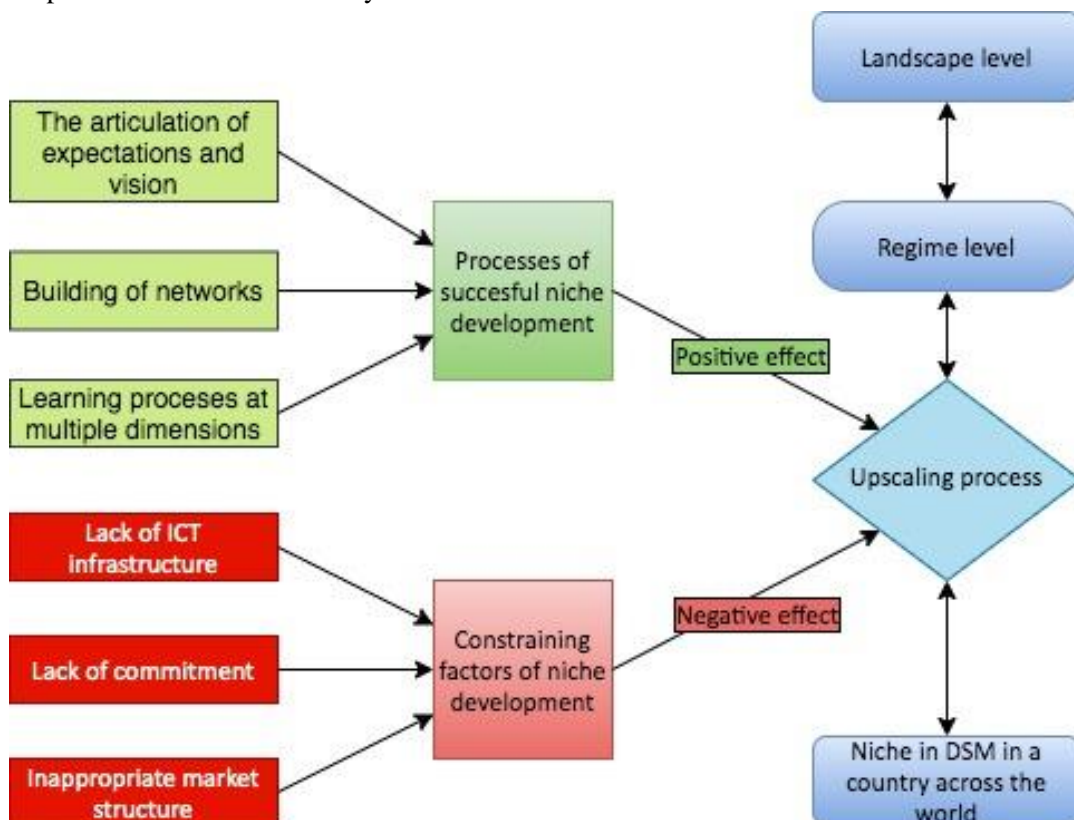 Landscape level
The articulation of
expectations and
vision
Regime level
Processes of
succesful niche
development
Building of networks
Positive effect
Learning proceses at
multiple dimensions
Upscaling process
Lack of ICT
infrastructure
Negative effect
Constraining
factors of niche
development
Lack of commitment
Inappropriate market
structure
Niche in DSM in a
country across the
world